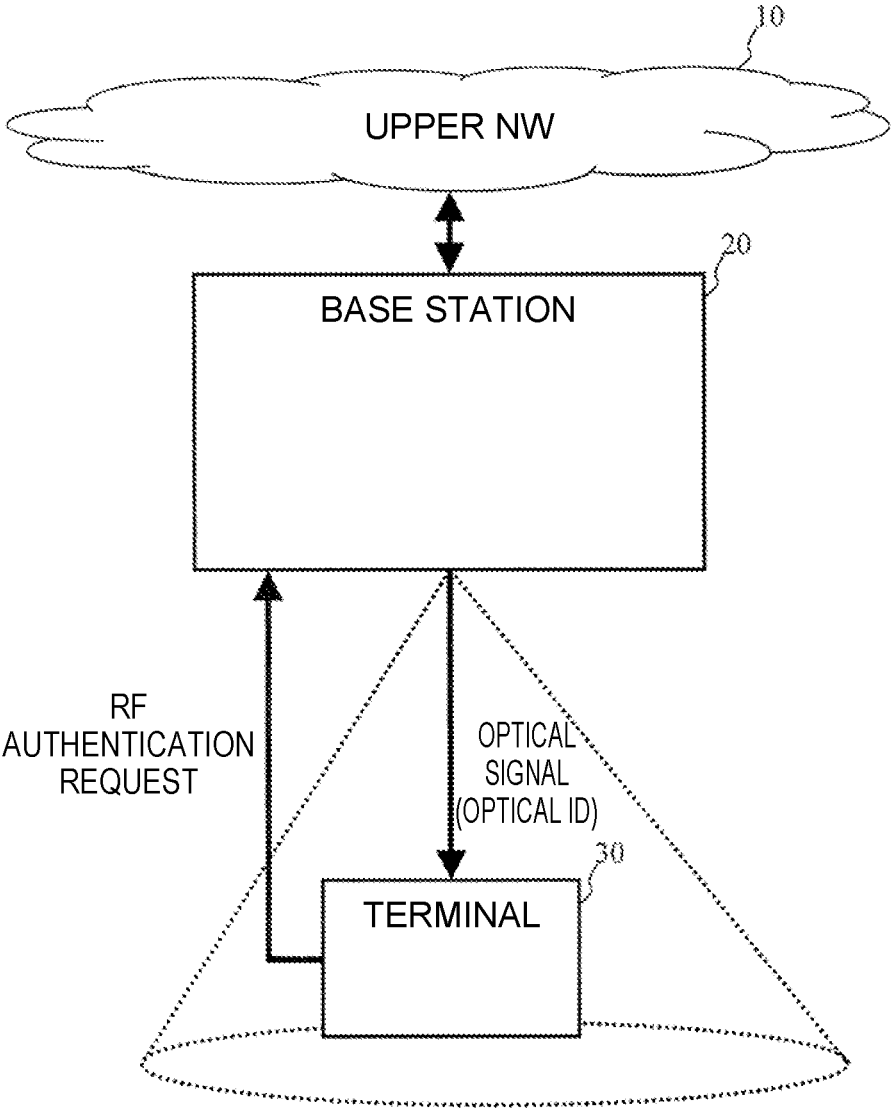 10
UPPER NW
20
BASE STATION
RF
AUTHENTICATION
REQUEST
OPTICAL
SIGNAL
(OPTICAL ID)
30
TERMINAL